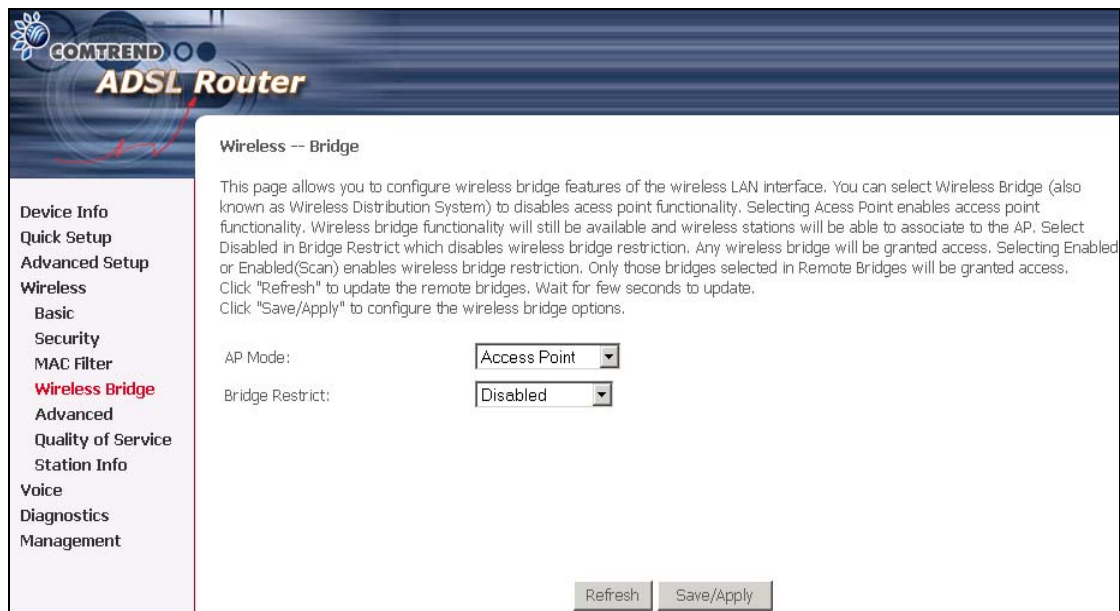 COMTREND
ADSL Router
Wireless -- Bridge
This page allows you to configure wireless bridge features of the wireless LAN interface. You can select Wireless Bridge (also
known as Wireless Distribution System) to disables acess point functionality. Selecting Acess Point enables access point
functionality. Wireless bridge functionality will still be available and wireless stations will be able to associate to the AP. Select
Disabled in Bridge Restrict which disables wireless bridge restriction. Any wireless bridge will be granted access. Selecting Enabled
or Enabled(Scan) enables wireless bridge restriction. Only those bridges selected in Remote Bridges will be granted access.
Click "Refresh" to update the remote bridges. Wait for few seconds to update.
Click "Save/Apply" to configure the wireless bridge options.
AP Mode: Access Point
Bridge Restrict: Disabled
Refresh Save/Apply
Device Info
Quick Setup
Advanced Setup
Wireless
Basic
Security
MAC Filter
Wireless Bridge
Advanced
Quality of Service
Station Info
Voice
Diagnostics
Management